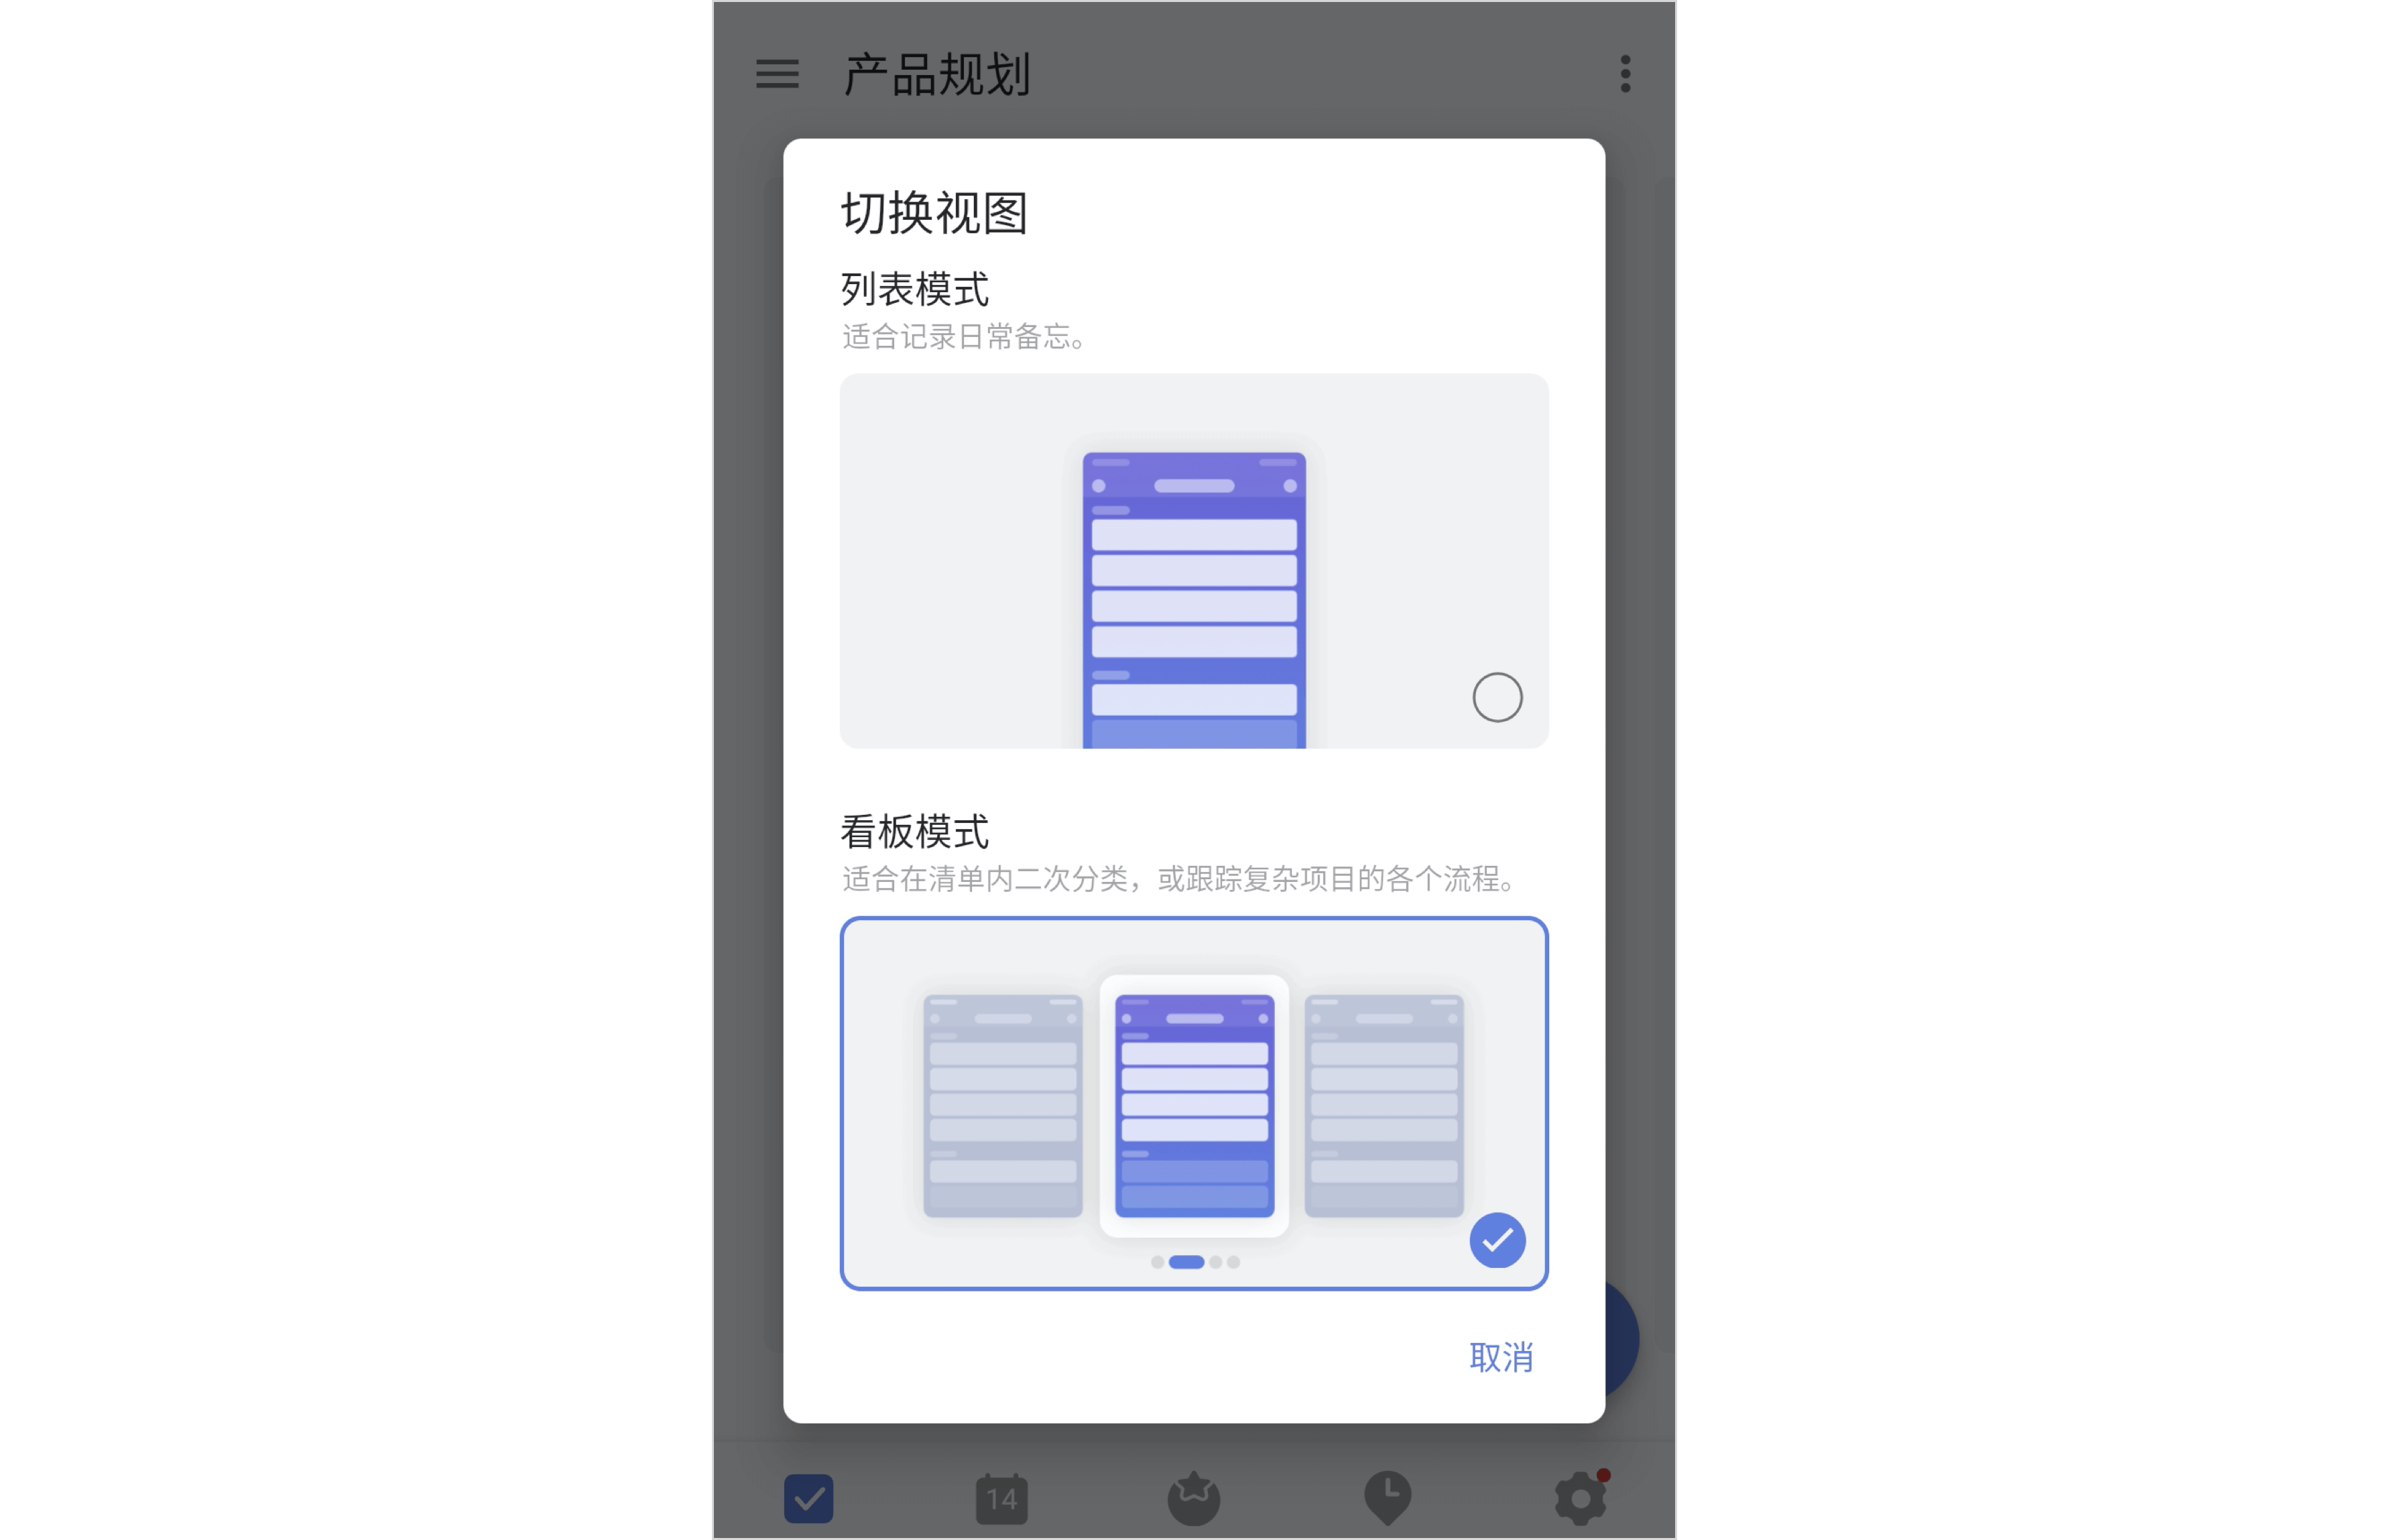 产品规划
切换视图
列表模式
适合记录日常备忘。
看板模式
适合在清单内二次分类，或跟踪复杂项目的各个流程。
取消
14